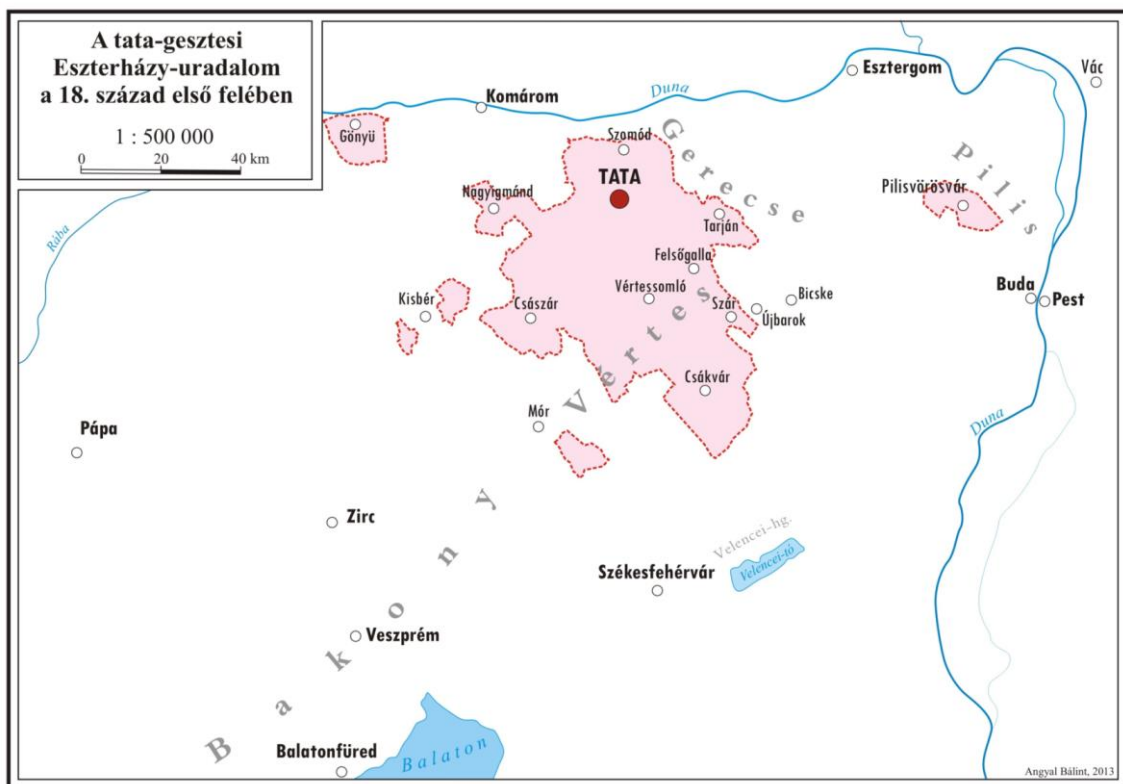 A tata-gesztesi
Eszterházy-uradalom
a 18. század első felében
1 : 500 000
0 20 40 km
Vác
Esztergom
Duna
Komárom
Gönyü
Szomód
Gerecse
Pilis
TATA
Pilisvörösvár
Nagyigmánd
Tarján
Rába
Felsőgalla
Vértessomló
Bicske
Buda
Pest
Kisbér
Császár
Szár
Újbarok
Vértes
Csákvár
Mór
Duna
Pápa
Bakony
Zirc
Velencei-hg.
Velencei-tó
Székesfehérvár
Veszprém
Balatonfüred
Balaton
Angyal Bálint, 2013